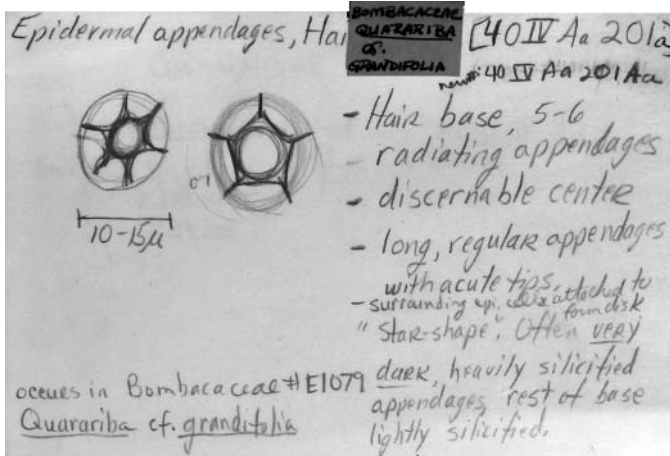 Epidermal appendages, Hai
BOMBACACEAE
QUARARIBA
cf.
GRANDIFOLIA
[40 IV Aa 201a]
40 IV Aa 201Aa
- Hair base, 5-6
- radiating appendages
- discernable center
- long, regular appendages
with acute tips.
- surrounding epi. cells attached to
form disk
"Star-shape". Often very
dark, heavily silicified
appendages, rest of base
lightly silicified.
10-15µ
occurs in Bombacaceae #E1079
Quarariba cf. grandifolia